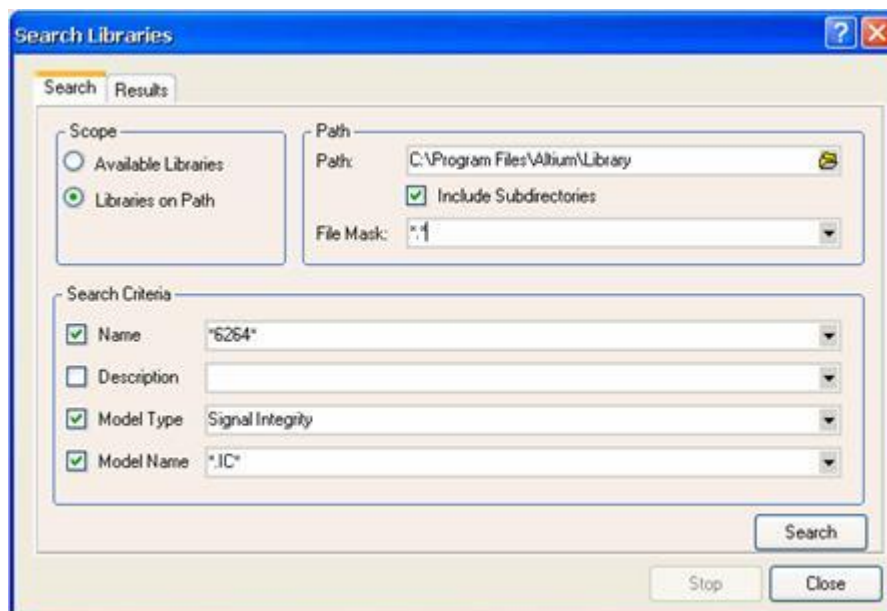 Search Libraries
Search Results
Scope
Available Libraries
Libraries on Path
Path
Path: C:\Program Files\Altium\Library
Include Subdirectories
File Mask: *.*
Search Criteria
Name *6264*
Description
Model Type Signal Integrity
Model Name *.IC*
Search
Stop Close